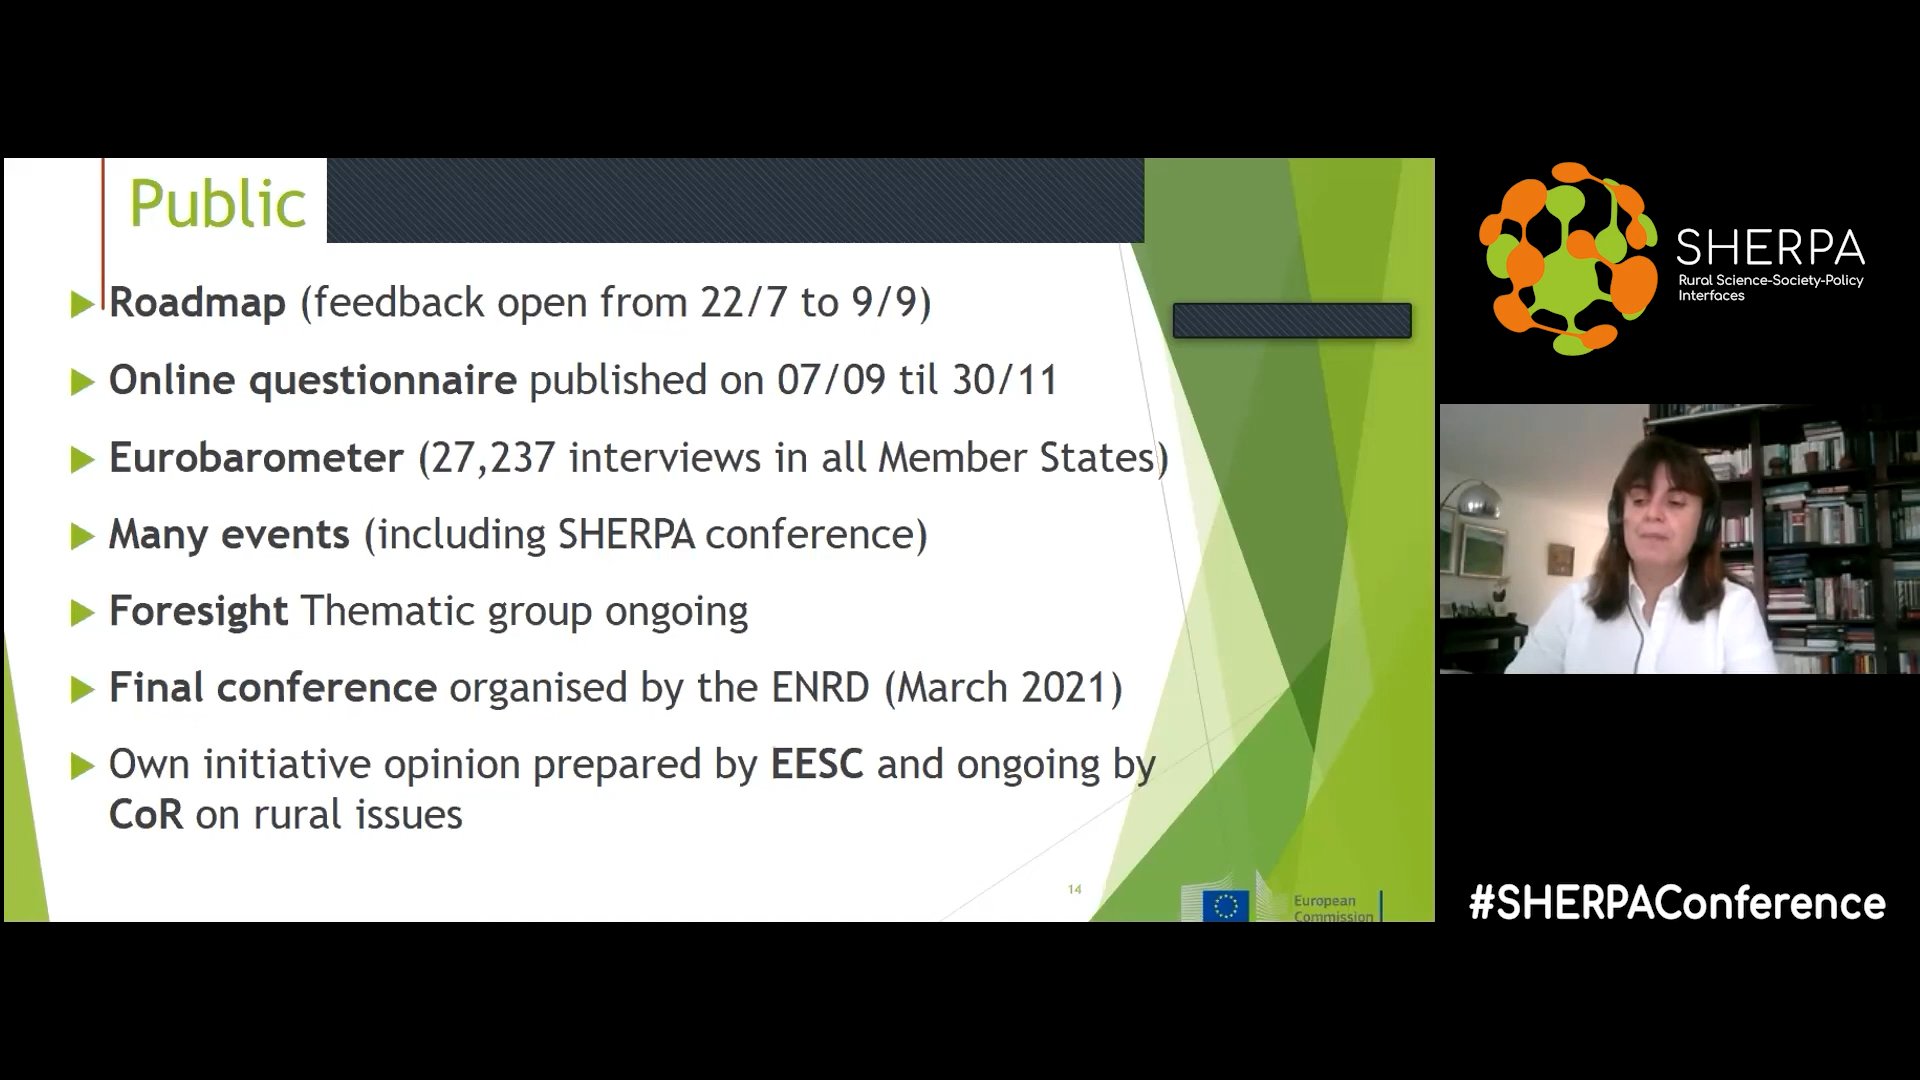 Public
Roadmap (feedback open from 22/7 to 9/9)
Online questionnaire published on 07/09 til 30/11
Eurobarometer (27,237 interviews in all Member States)
Many events (including SHERPA conference)
Foresight Thematic group ongoing
Final conference organised by the ENRD (March 2021)
Own initiative opinion prepared by EESC and ongoing by
CoR on rural issues
14
European
Commission
SHERPA
Rural Science-Society-Policy
Interfaces
#SHERPAConference